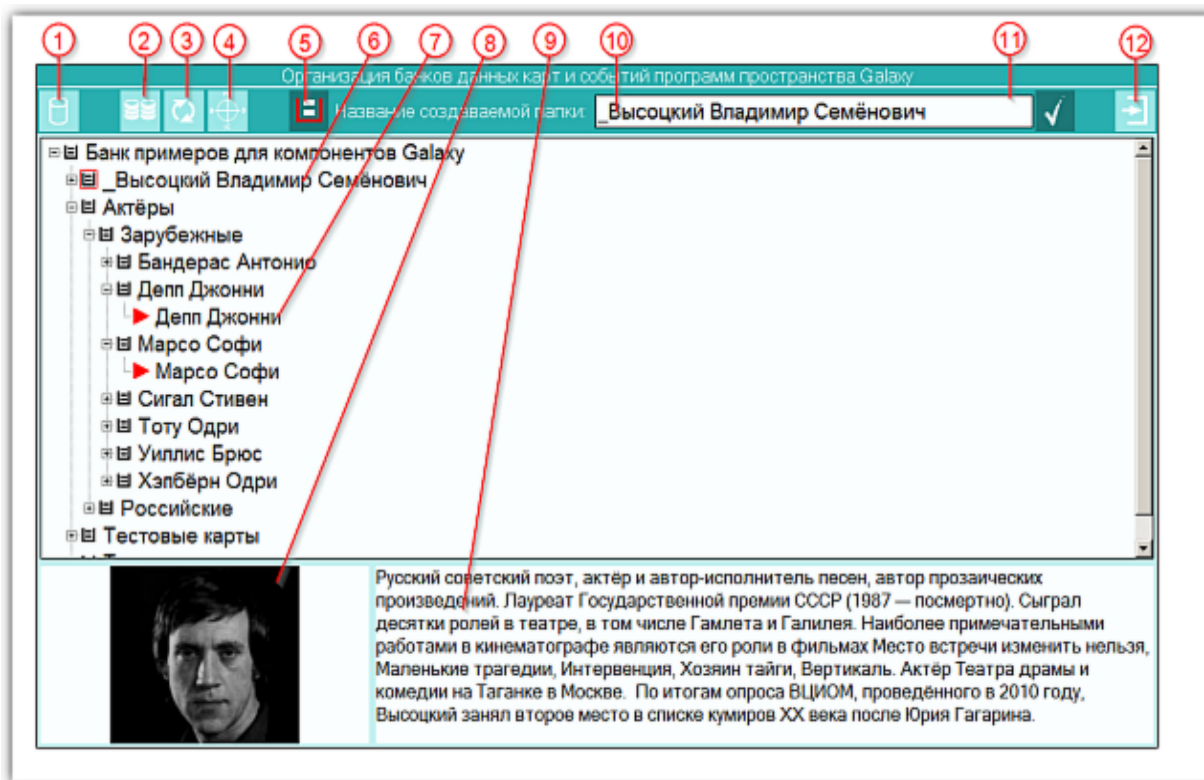 1 2 3 4 5 6 7 8 9 10 11 12
Организация банков данных карт и событий программ пространства Galaxy
Название создаваемой папки: _Высоцкий Владимир Семёнович
Банк примеров для компонентов Galaxy
_Высоцкий Владимир Семёнович
Актёры
Зарубежные
Бандерас Антонио
Депп Джонни
Депп Джонни
Марсо Софи
Марсо Софи
Сигал Стивен
Тоту Одри
Уиллис Брюс
Хэпбёрн Одри
Российские
Тестовые карты
Русский советский поэт, актёр и автор-исполнитель песен, автор прозаических
произведений. Лауреат Государственной премии СССР (1987 — посмертно). Сыграл
десятки ролей в театре, в том числе Гамлета и Галилея. Наиболее примечательными
работами в кинематографе являются его роли в фильмах Место встречи изменить нельзя,
Маленькие трагедии, Интервенция, Хозяин тайги, Вертикаль. Актёр Театра драмы и
комедии на Таганке в Москве. По итогам опроса ВЦИОМ, проведённого в 2010 году,
Высоцкий занял второе место в списке кумиров XX века после Юрия Гагарина.